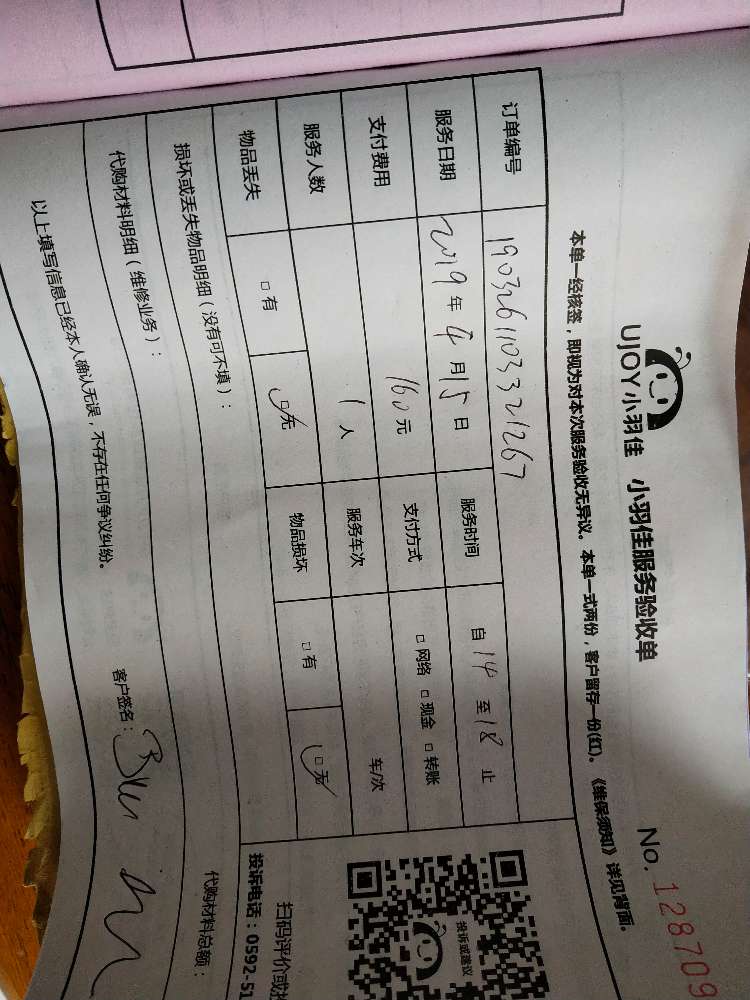 UJOY小羽佳 小羽佳服务验收单 No. 128709
本单一经核签，即视为对本次服务验收无异议。本单一式两份，客户留存一份(红)。《维保须知》详见背面。
订单编号 1903261103321267
服务日期 2019年4月15日 服务时间 自14至18止
支付费用 160元 支付方式 □网络 □现金 □转账
服务人数 1人 服务车次 车/次
物品丢失 □有 □无 物品损坏 □有 □无
投诉或建议
扫码评价或投
投诉电话：0592-51
损坏或丢失物品明细（没有可不填）：
代购材料明细（维修业务）： 代购材料总额：
以上填写信息已经本人确认无误，不存在任何争议纠纷。 客户签名：